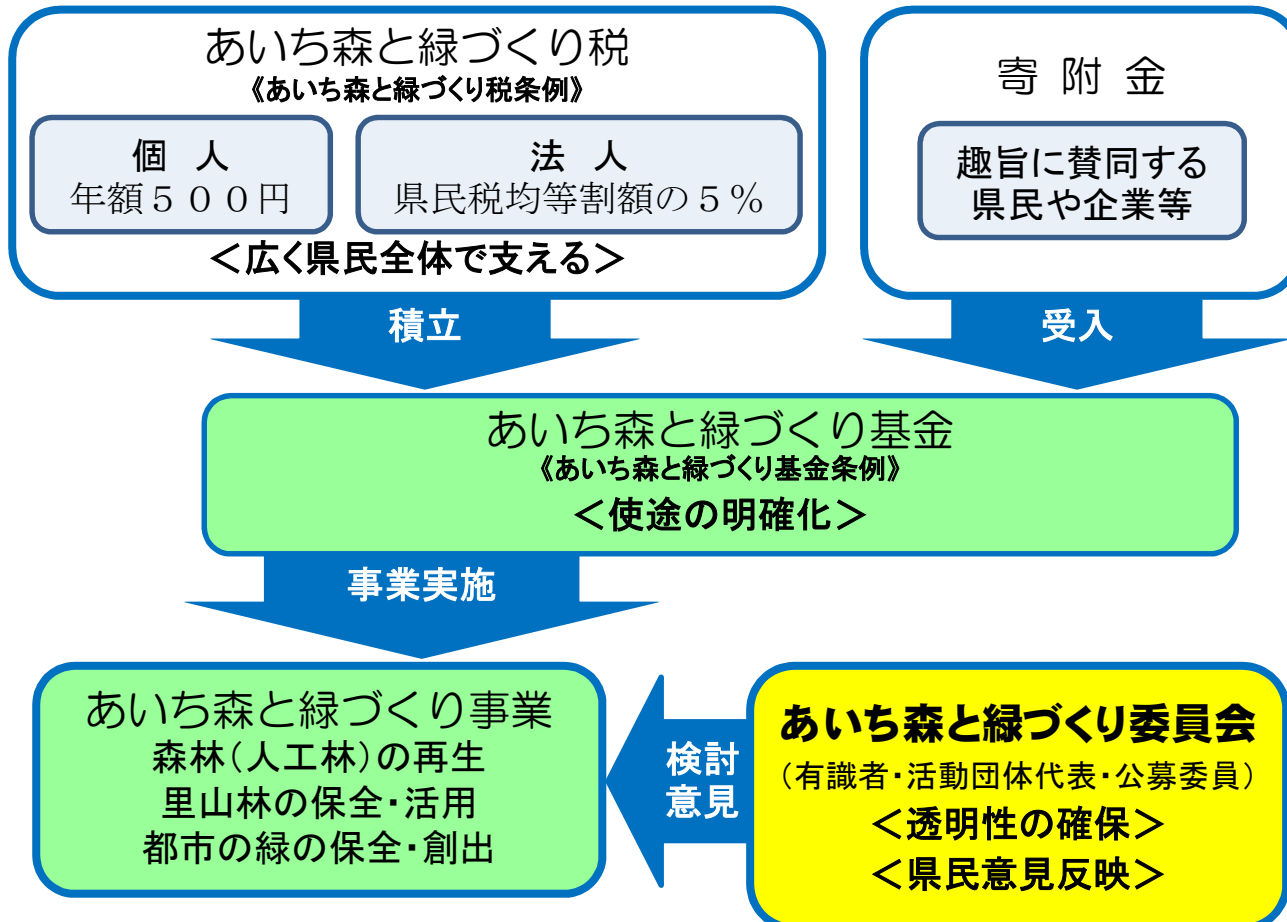 あいち森と緑づくり税
《あいち森と緑づくり税条例》
個 人
年額５００円
法 人
県民税均等割額の５％
＜広く県民全体で支える＞
寄 附 金
趣旨に賛同する
県民や企業等
積立
受入
あいち森と緑づくり基金
《あいち森と緑づくり基金条例》
＜使途の明確化＞
事業実施
あいち森と緑づくり事業
森林（人工林）の再生
里山林の保全・活用
都市の緑の保全・創出
検討
意見
あいち森と緑づくり委員会
（有識者・活動団体代表・公募委員）
＜透明性の確保＞
＜県民意見反映＞